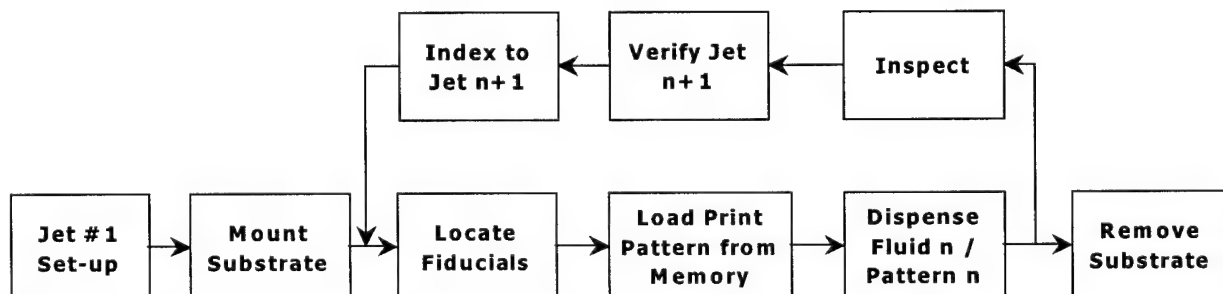 Index to
Jet n+1
Verify Jet
n+1
Inspect
Jet #1
Set-up
Mount
Substrate
Locate
Fiducials
Load Print
Pattern from
Memory
Dispense
Fluid n /
Pattern n
Remove
Substrate